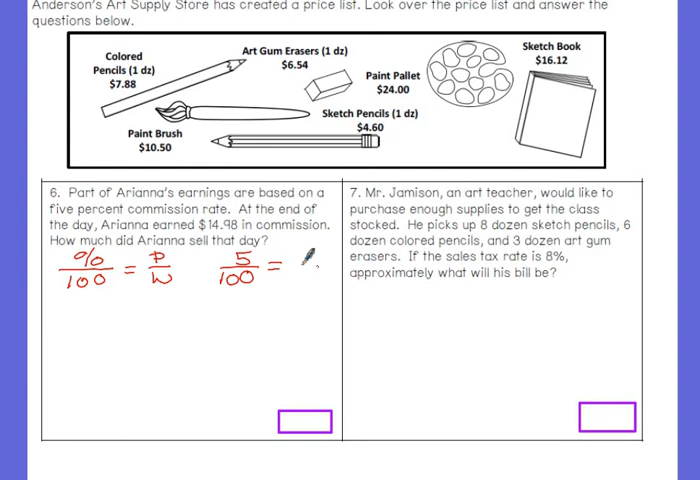 Anderson's Art Supply Store has created a price list. Look over the price list and answer the
questions below.
Colored
Pencils (1 dz)
$7.88
Art Gum Erasers (1 dz)
$6.54
Paint Pallet
$24.00
Sketch Book
$16.12
Sketch Pencils (1 dz)
$4.60
Paint Brush
$10.50
6. Part of Arianna's earnings are based on a
five percent commission rate. At the end of
the day, Arianna earned $14.98 in commission.
How much did Arianna sell that day?
%/100 = P/W 5/100 =
7. Mr. Jamison, an art teacher, would like to
purchase enough supplies to get the class
stocked. He picks up 8 dozen sketch pencils, 6
dozen colored pencils, and 3 dozen art gum
erasers. If the sales tax rate is 8%,
approximately what will his bill be?